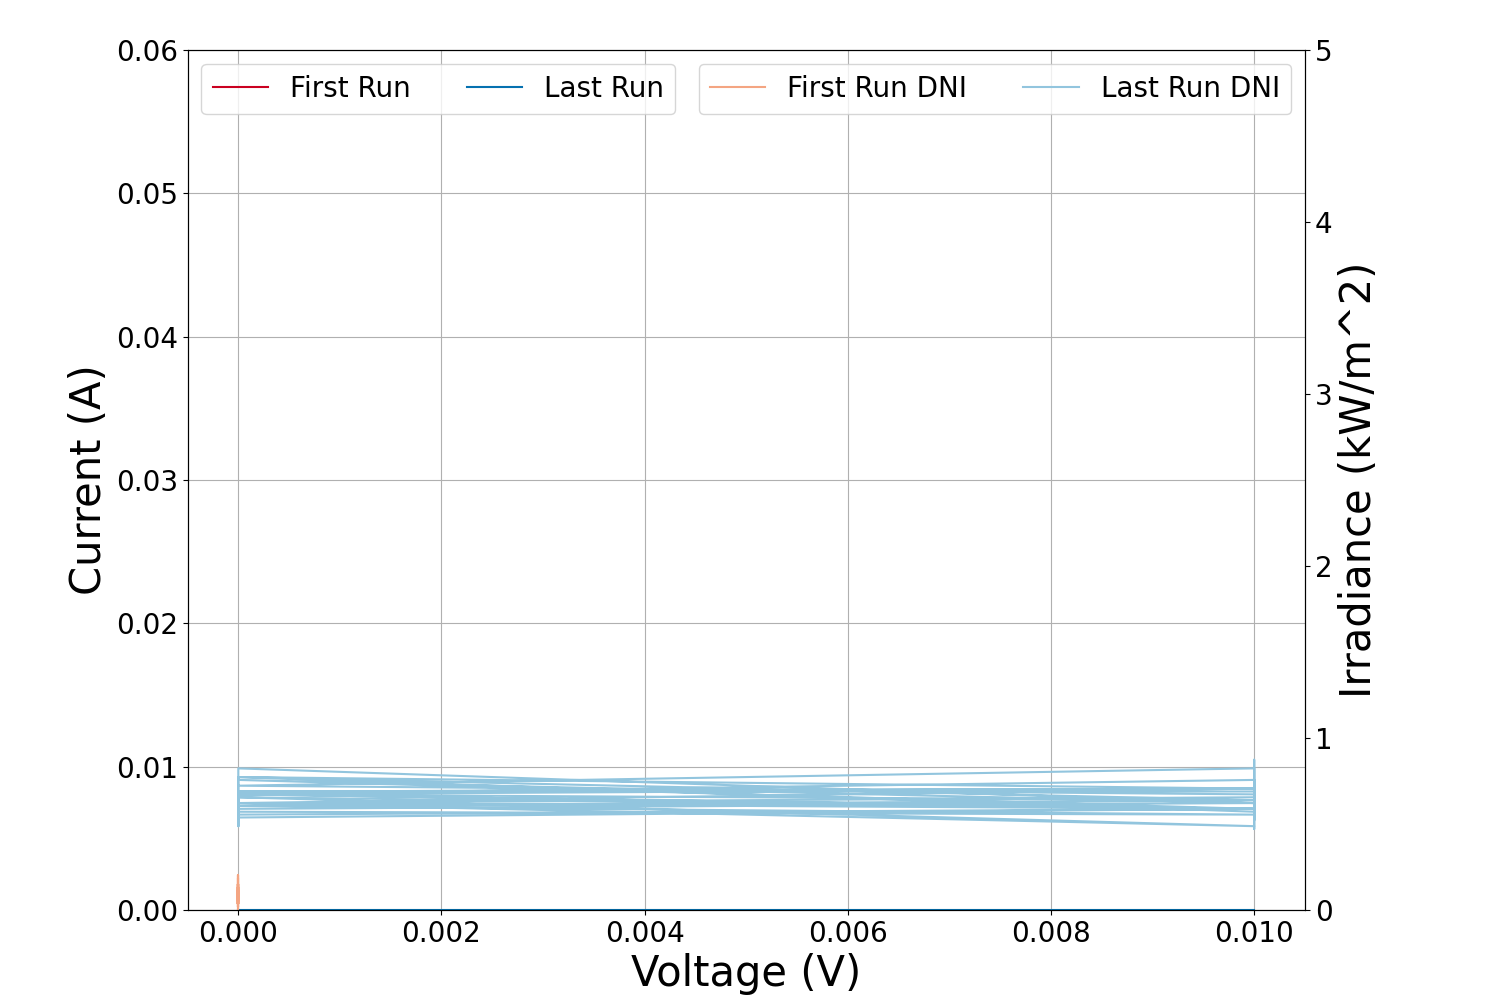 First Run
Last Run
First Run DNI
Last Run DNI
0.06
0.05
0.04
0.03
0.02
0.01
0.00
Current (A)
5
4
3
2
1
0
Irradiance (kW/m^2)
0.000 0.002 0.004 0.006 0.008 0.010
Voltage (V)